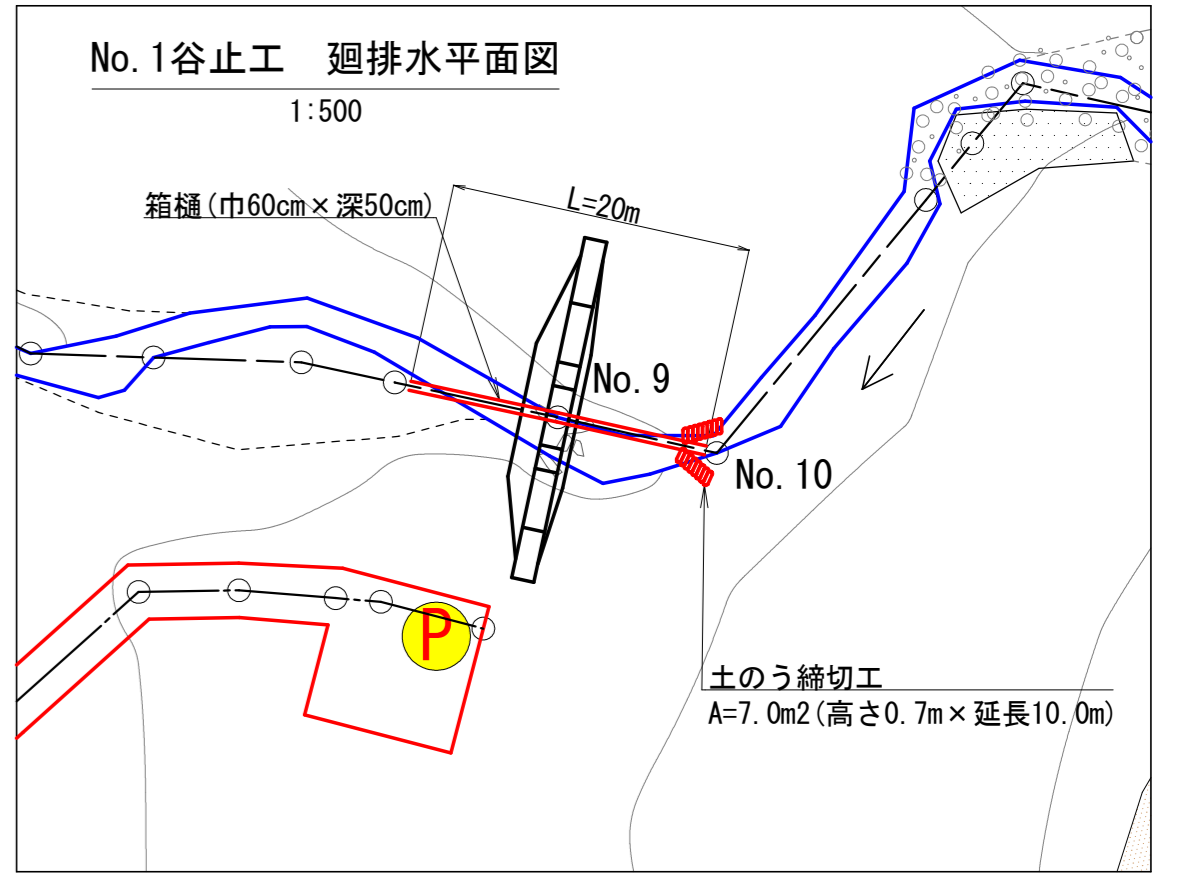 No.1谷止工　廻排水平面図
1:500
箱樋(巾60cm×深50cm)
L=20m
No.9
No.10
P
土のう締切工
A=7.0m2(高さ0.7m×延長10.0m)